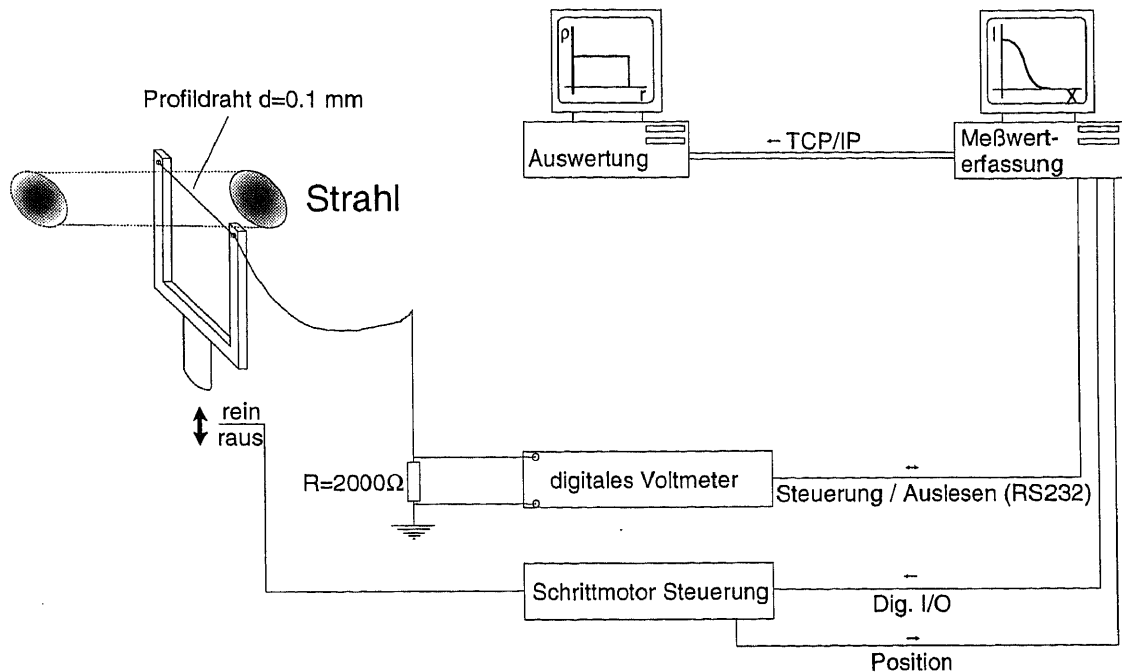 ρ
r
I
X
Profildraht d=0.1 mm
Auswertung
← TCP/IP
Meßwert-
erfassung
Strahl
rein
raus
R=2000Ω
digitales Voltmeter
↔
Steuerung / Auslesen (RS232)
Schrittmotor Steuerung
←
Dig. I/O
→
Position